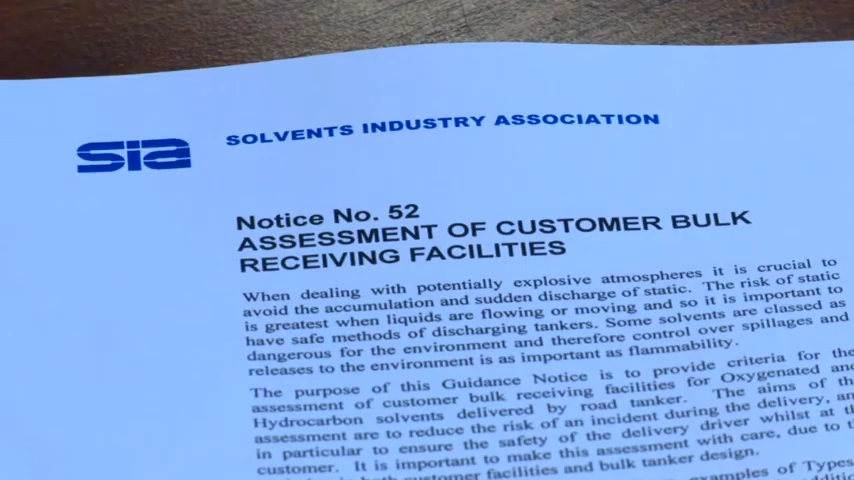 sia
SOLVENTS INDUSTRY ASSOCIATION
Notice No. 52
ASSESSMENT OF CUSTOMER BULK
RECEIVING FACILITIES
When dealing with potentially explosive atmospheres it is crucial to
avoid the accumulation and sudden discharge of static. The risk of static
is greatest when liquids are flowing or moving and so it is important to
have safe methods of discharging tankers. Some solvents are classed as
dangerous for the environment and therefore control over spillages and
releases to the environment is as important as flammability.
The purpose of this Guidance Notice is to provide criteria for the
assessment of customer bulk receiving facilities for Oxygenated and
Hydrocarbon solvents delivered by road tanker. The aims of
assessment are to reduce the risk of an incident during the delivery,
in particular to ensure the safety of the delivery driver whilst at
customer. It is important to make this assessment with care, due to
in both customer facilities and bulk tanker design.
examples of Types